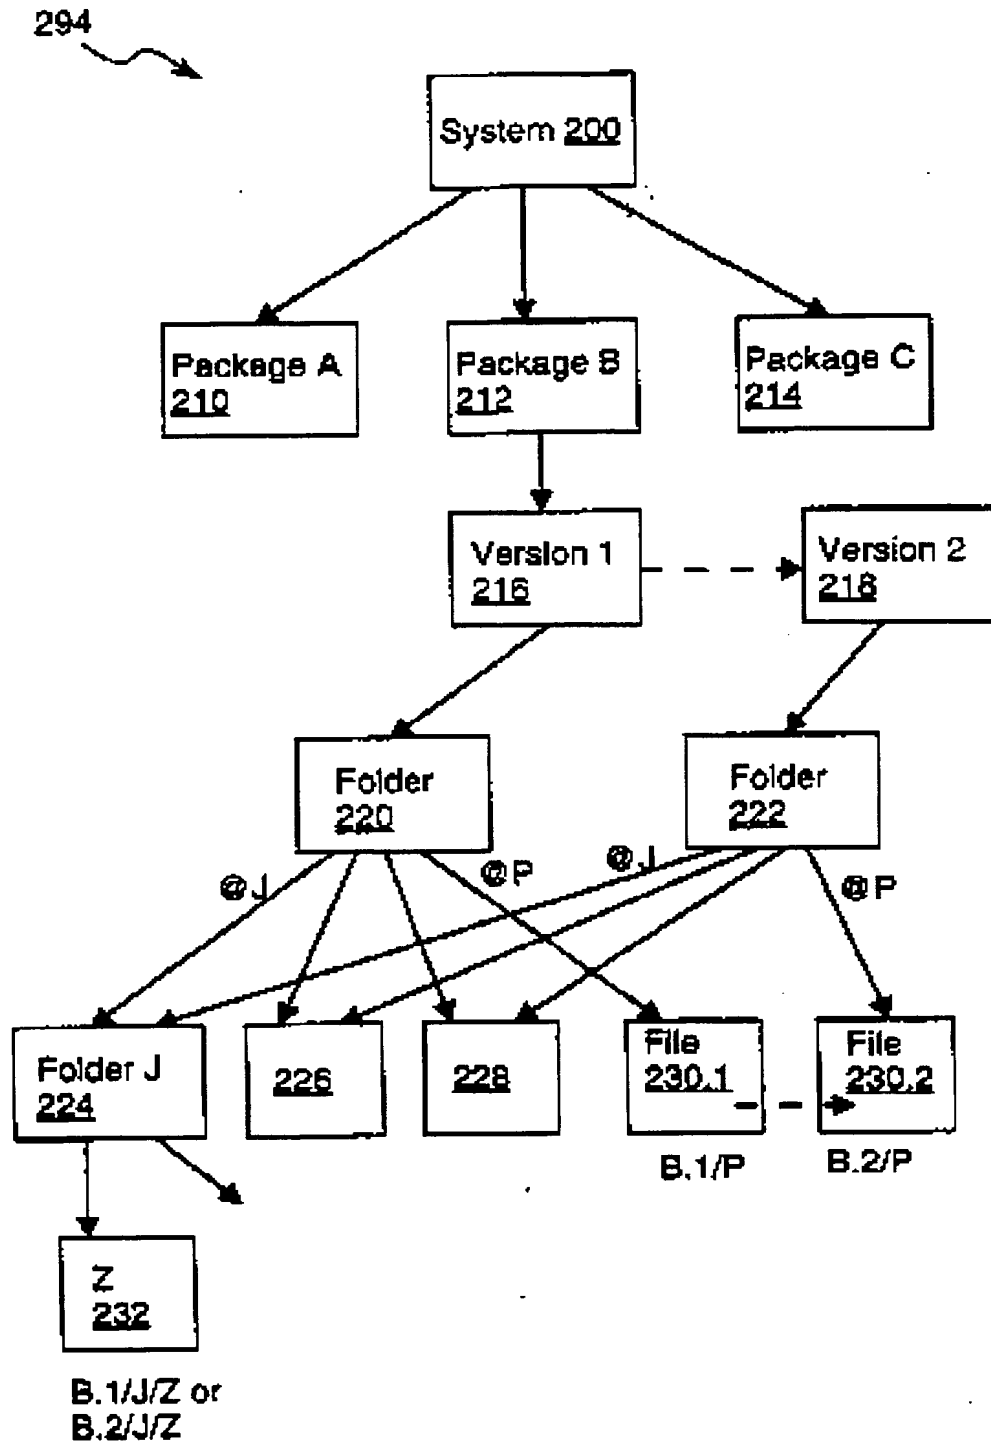 294
System 200
Package A
210
Package B
212
Package C
214
Version 1
216
Version 2
218
Folder
220
Folder
222
@J
@P
@J
@P
Folder J
224
226
228
File
230.1
File
230.2
B.1/P
B.2/P
Z
232
B.1/J/Z or
B.2/J/Z